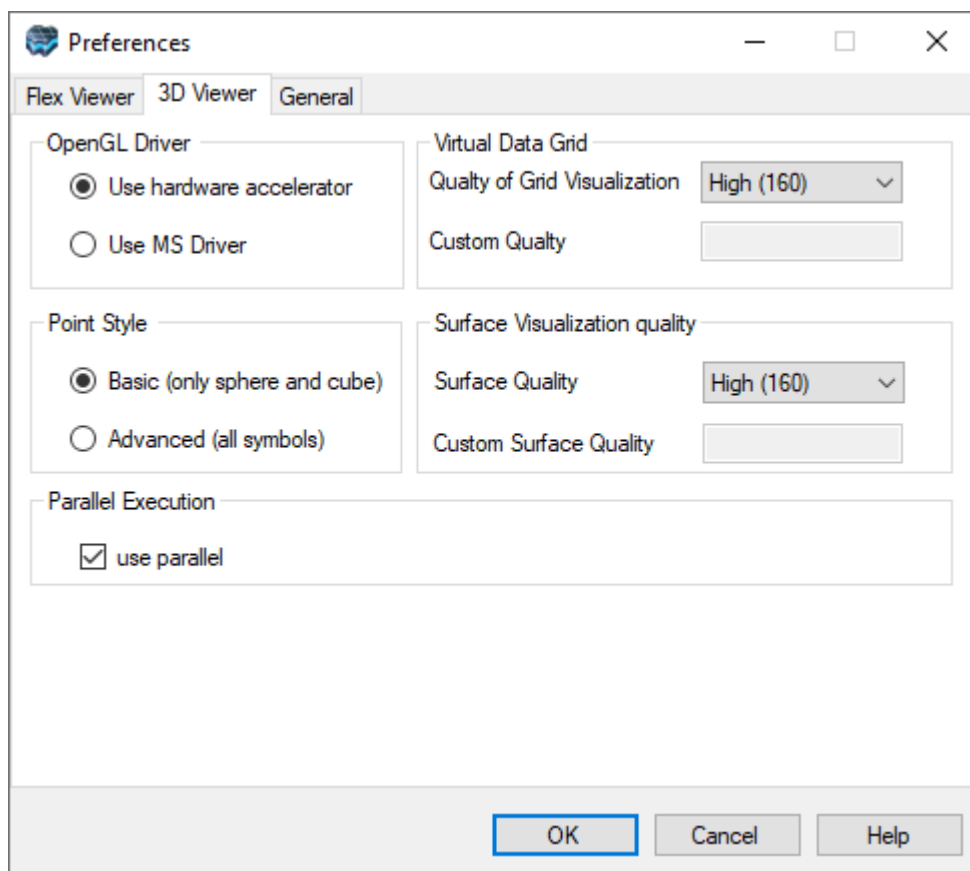 Preferences
Flex Viewer 3D Viewer General
OpenGL Driver
Use hardware accelerator
Use MS Driver
Virtual Data Grid
Qualty of Grid Visualization High (160)
Custom Qualty
Point Style
Basic (only sphere and cube)
Advanced (all symbols)
Surface Visualization quality
Surface Quality High (160)
Custom Surface Quality
Parallel Execution
use parallel
OK Cancel Help